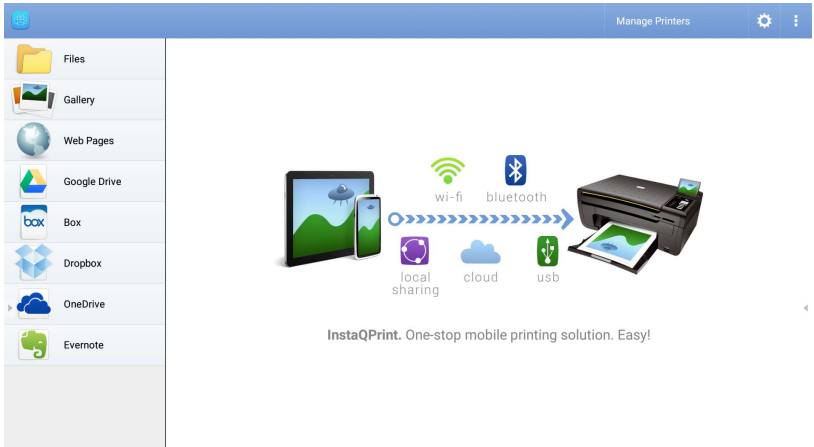 Manage Printers
Files
Gallery
Web Pages
Google Drive
box
Box
Dropbox
OneDrive
Evernote
wi-fi
bluetooth
local
sharing
cloud
usb
InstaQPrint. One-stop mobile printing solution. Easy!